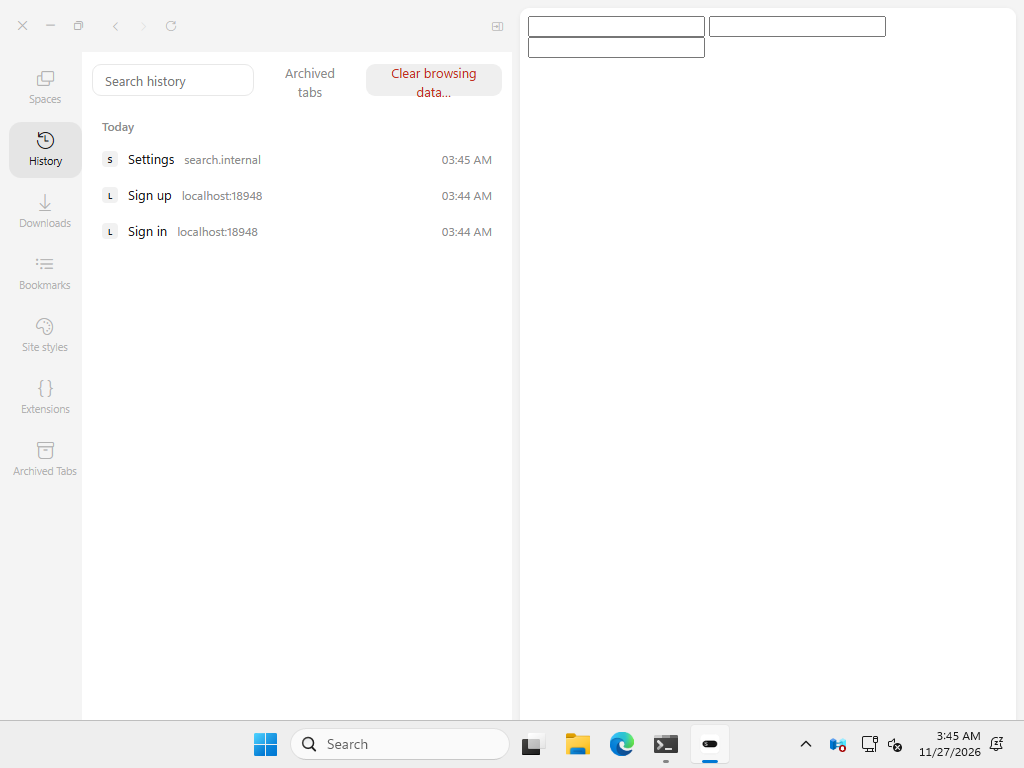 Spaces
History
Downloads
Bookmarks
Site styles
Extensions
Archived Tabs
Search history
Archived
tabs
Clear browsing
data...
Today
S Settings search.internal 03:45 AM
L Sign up localhost:18948 03:44 AM
L Sign in localhost:18948 03:44 AM
Search
3:45 AM
11/27/2026